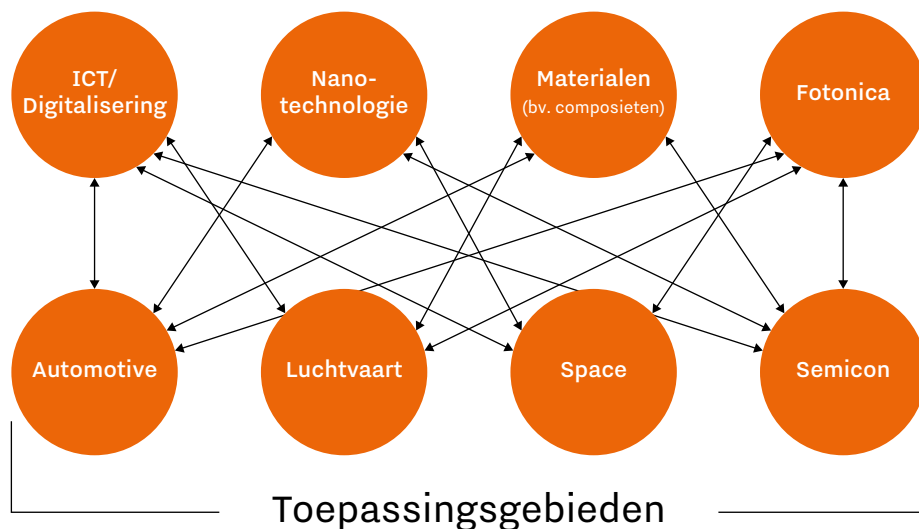 ICT/
Digitalisering
Nano-
technologie
Materialen
(bv. composieten)
Fotonica
Automotive
Luchtvaart
Space
Semicon
Toepassingsgebieden